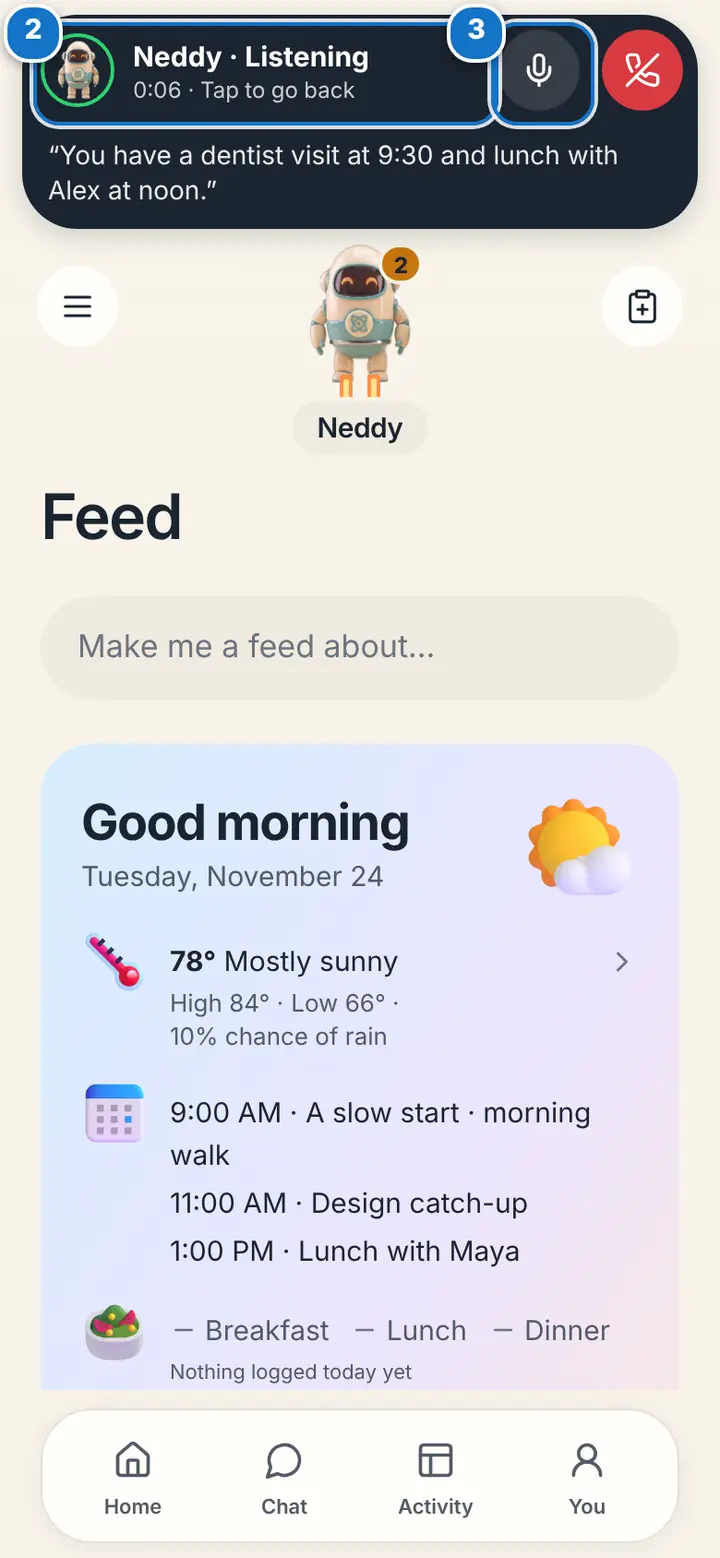 2
3
Neddy · Listening
0:06 · Tap to go back
“You have a dentist visit at 9:30 and lunch with
Alex at noon.”
2
Neddy
Feed
Make me a feed about...
Good morning
Tuesday, November 24
78° Mostly sunny
High 84° · Low 66° ·
10% chance of rain
9:00 AM · A slow start · morning
walk
11:00 AM · Design catch-up
1:00 PM · Lunch with Maya
– Breakfast – Lunch – Dinner
Nothing logged today yet
Home Chat Activity You